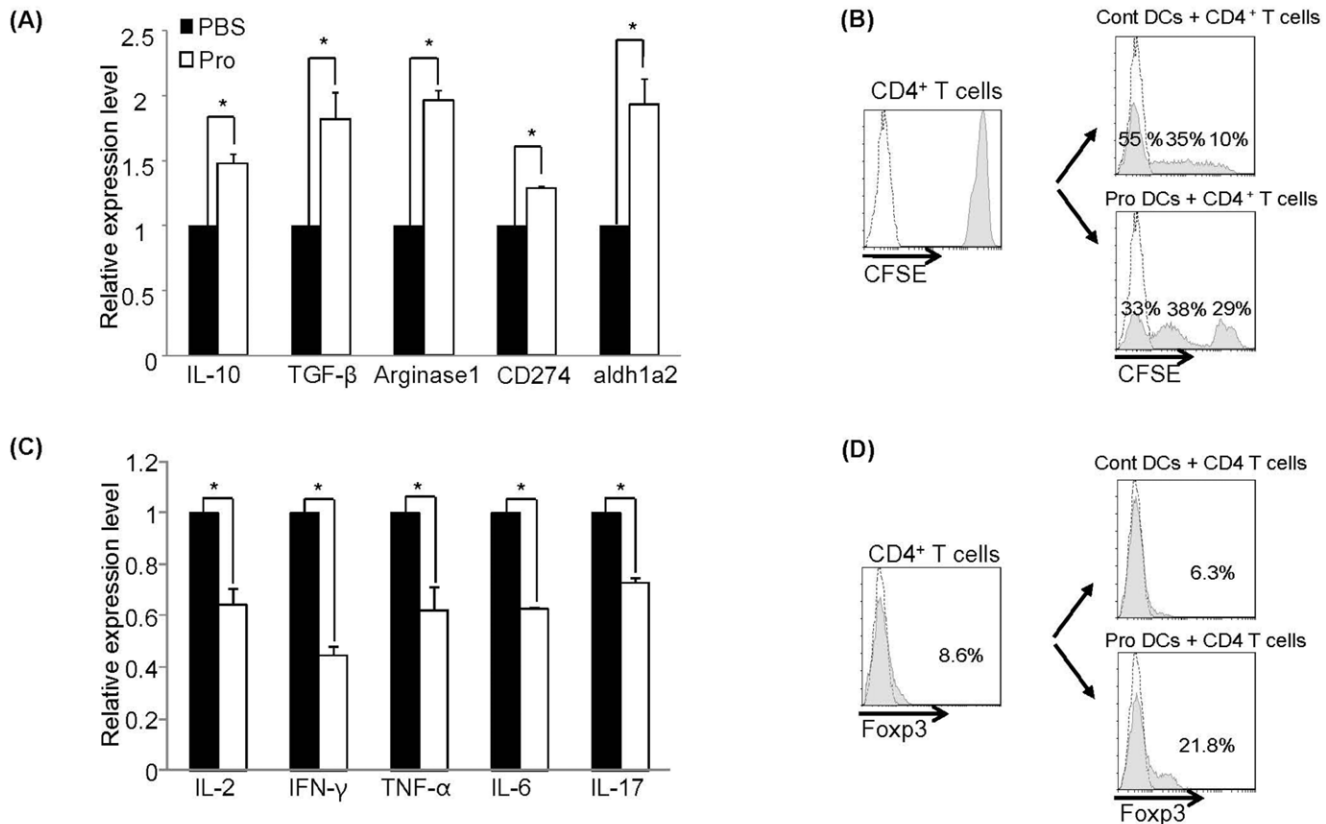 (A)
PBS
Pro
Relative expression level
2.5
2
1.5
1
0.5
0
* * * * *
IL-10 TGF-β Arginase1 CD274 aldh1a2
(B)
CD4+ T cells
CFSE
Cont DCs + CD4+ T cells
55 % 35% 10%
Pro DCs + CD4+ T cells
33% 38% 29%
CFSE
(C)
Relative expression level
1.2
1
0.8
0.6
0.4
0.2
0
* * * * *
IL-2 IFN-γ TNF-α IL-6 IL-17
(D)
CD4+ T cells
8.6%
Foxp3
Cont DCs + CD4 T cells
6.3%
Pro DCs + CD4 T cells
21.8%
Foxp3